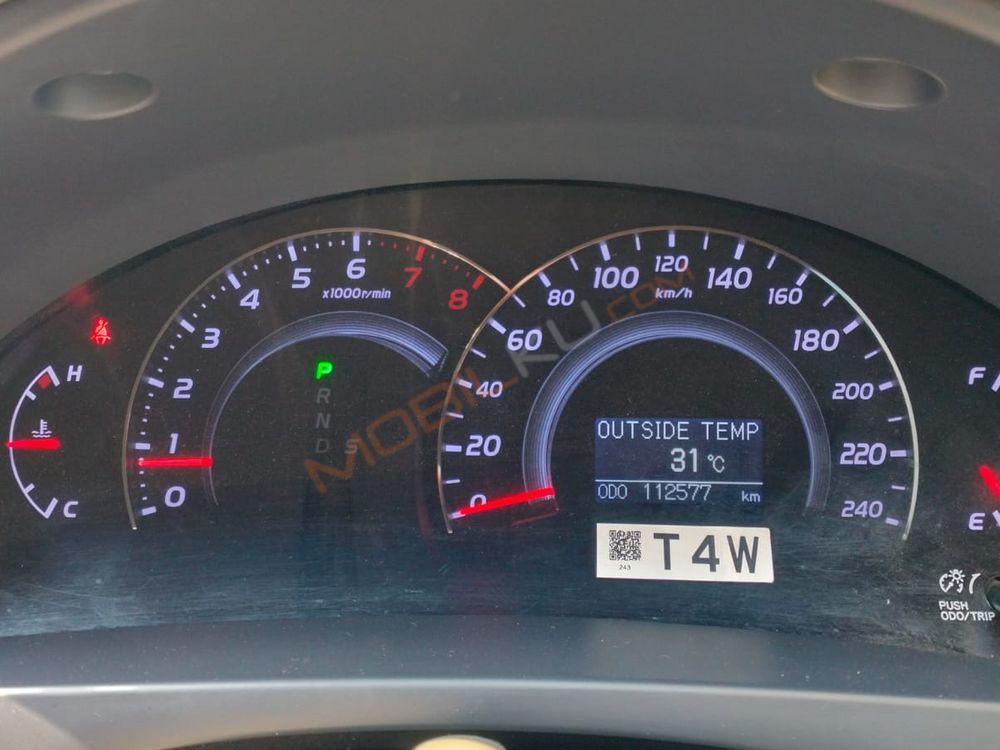 0
1
2
3
4
5
6
7
8
x1000r/min
H
C
P
R
N
D S
0
20
40
60
80
100
120
140
160
180
200
220
240
km/h
OUTSIDE TEMP
31 °C
ODO 112577 km
T4W
243
F
E
PUSH
ODO/TRIP
MOBILKU.COM